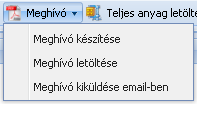 Meghívó Teljes anyag letölt
Meghívó készítése
Meghívó letöltése
Meghívó kiküldése email-ben